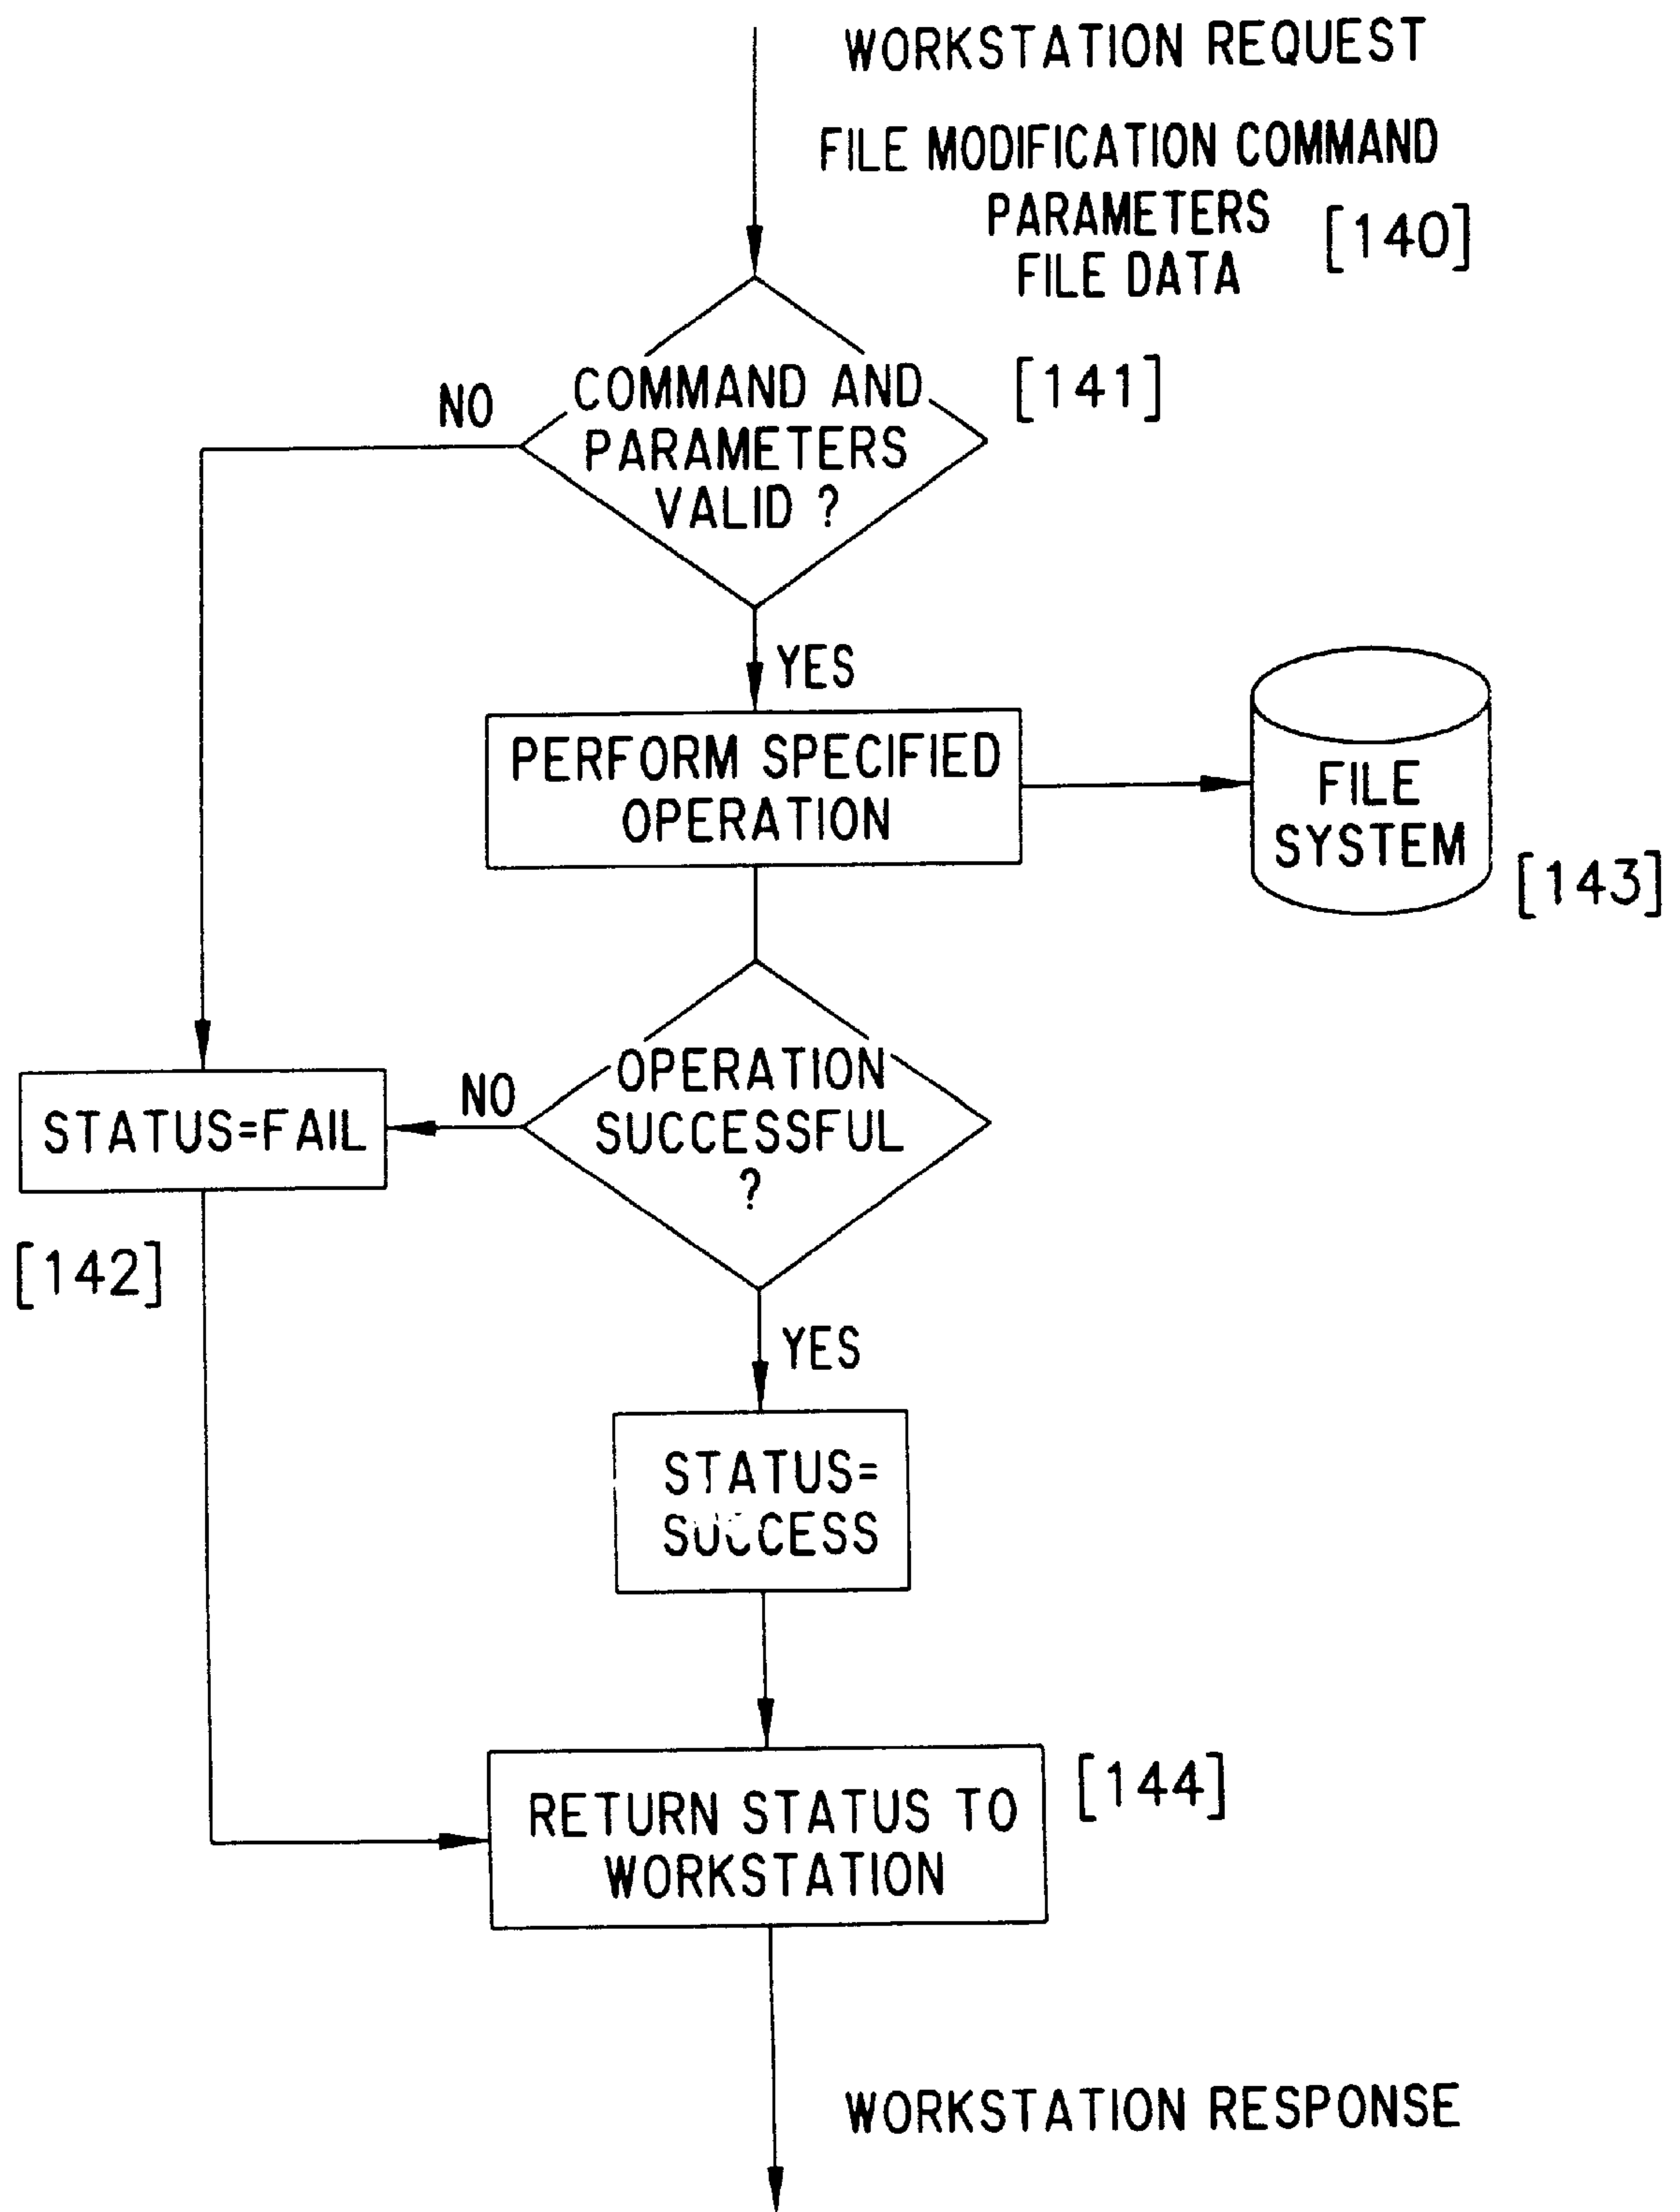 WORKSTATION REQUEST
FILE MODIFICATION COMMAND
PARAMETERS
FILE DATA
[140]
COMMAND AND
PARAMETERS
VALID ?
[141]
NO
YES
PERFORM SPECIFIED
OPERATION
FILE
SYSTEM
[143]
OPERATION
SUCCESSFUL
?
NO
STATUS=FAIL
[142]
YES
STATUS=
SUCCESS
RETURN STATUS TO
WORKSTATION
[144]
WORKSTATION RESPONSE